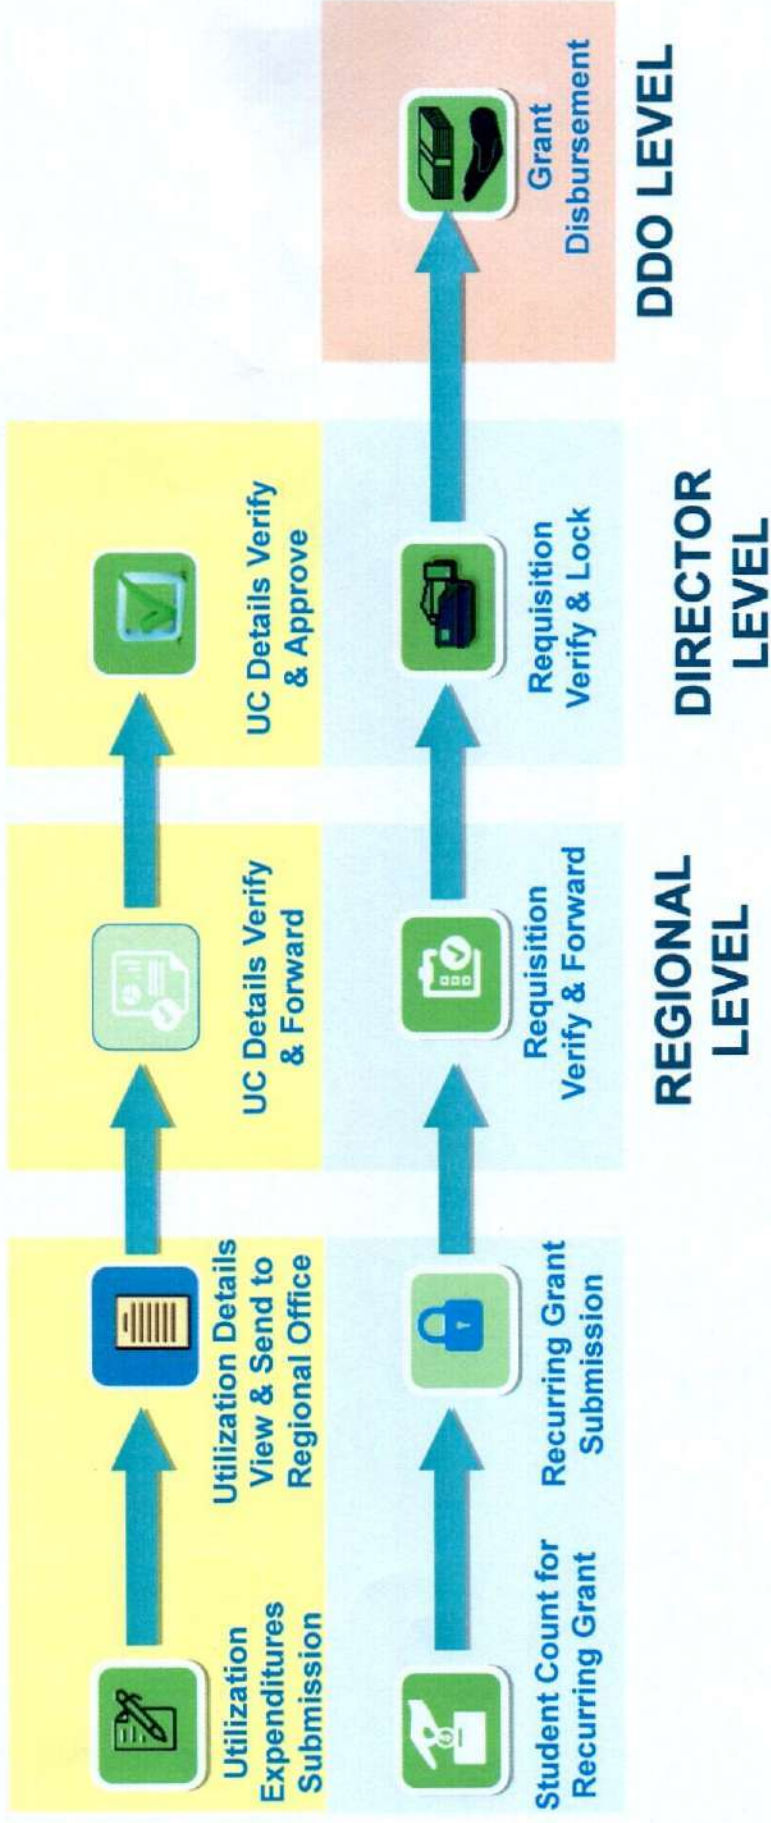 Utilization
Expenditures
Submission
Utilization Details
View & Send to
Regional Office
UC Details Verify
& Forward
UC Details Verify
& Approve
Student Count for
Recurring Grant
Recurring Grant
Submission
Requisition
Verify & Forward
Requisition
Verify & Lock
Grant
Disbursement
REGIONAL
LEVEL
DIRECTOR
LEVEL
DDO LEVEL